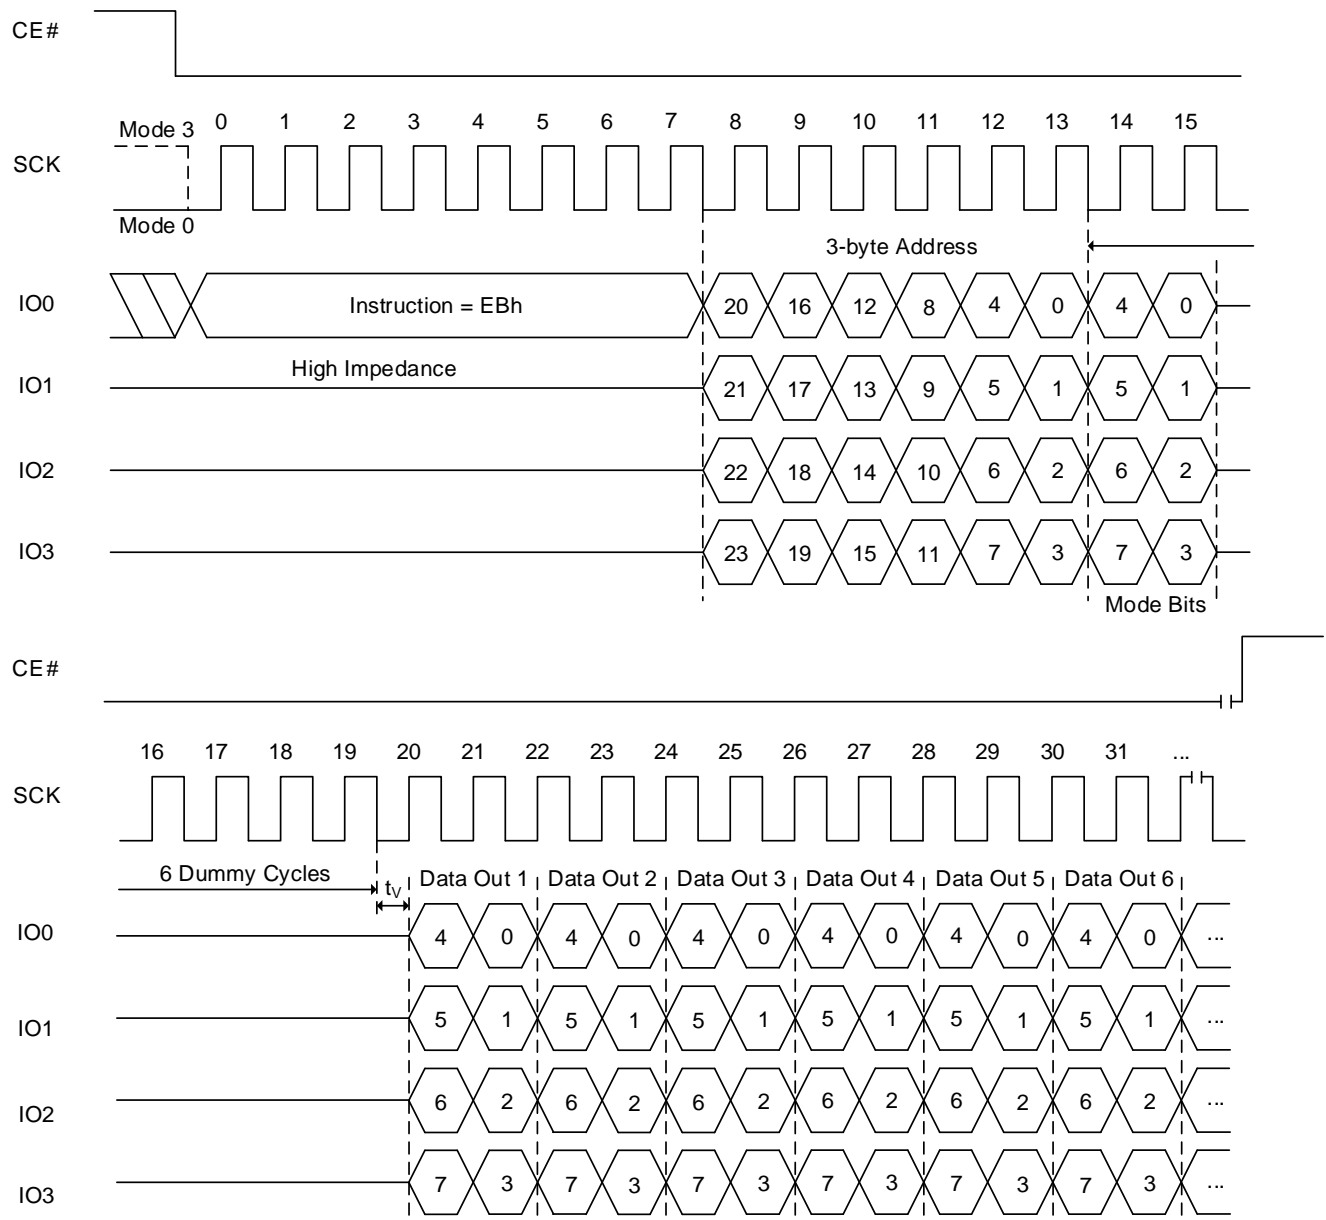 CE#
Mode 3 0 1 2 3 4 5 6 7 8 9 10 11 12 13 14 15
SCK
Mode 0
3-byte Address
IO0 Instruction = EBh 20 16 12 8 4 0 4 0
High Impedance
IO1 21 17 13 9 5 1 5 1
IO2 22 18 14 10 6 2 6 2
IO3 23 19 15 11 7 3 7 3
Mode Bits
CE#
16 17 18 19 20 21 22 23 24 25 26 27 28 29 30 31 ...
SCK
6 Dummy Cycles tV Data Out 1 Data Out 2 Data Out 3 Data Out 4 Data Out 5 Data Out 6
IO0 4 0 4 0 4 0 4 0 4 0 4 0 ...
IO1 5 1 5 1 5 1 5 1 5 1 5 1 ...
IO2 6 2 6 2 6 2 6 2 6 2 6 2 ...
IO3 7 3 7 3 7 3 7 3 7 3 7 3 ...